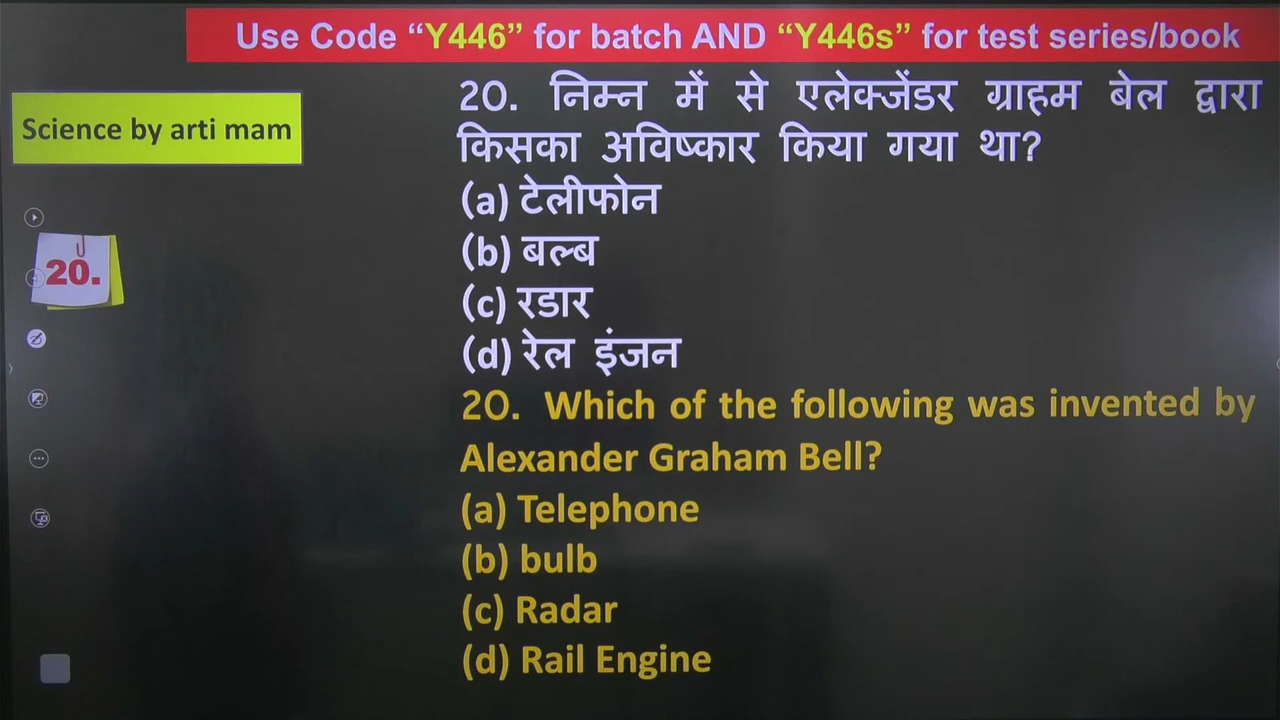 Use Code “Y446” for batch AND “Y446s” for test series/book
Science by arti mam
20.
20. निम्न में से एलेक्जेंडर ग्राहम बेल द्वारा
किसका अविष्कार किया गया था?
(a) टेलीफोन
(b) बल्ब
(c) रडार
(d) रेल इंजन
20. Which of the following was invented by
Alexander Graham Bell?
(a) Telephone
(b) bulb
(c) Radar
(d) Rail Engine